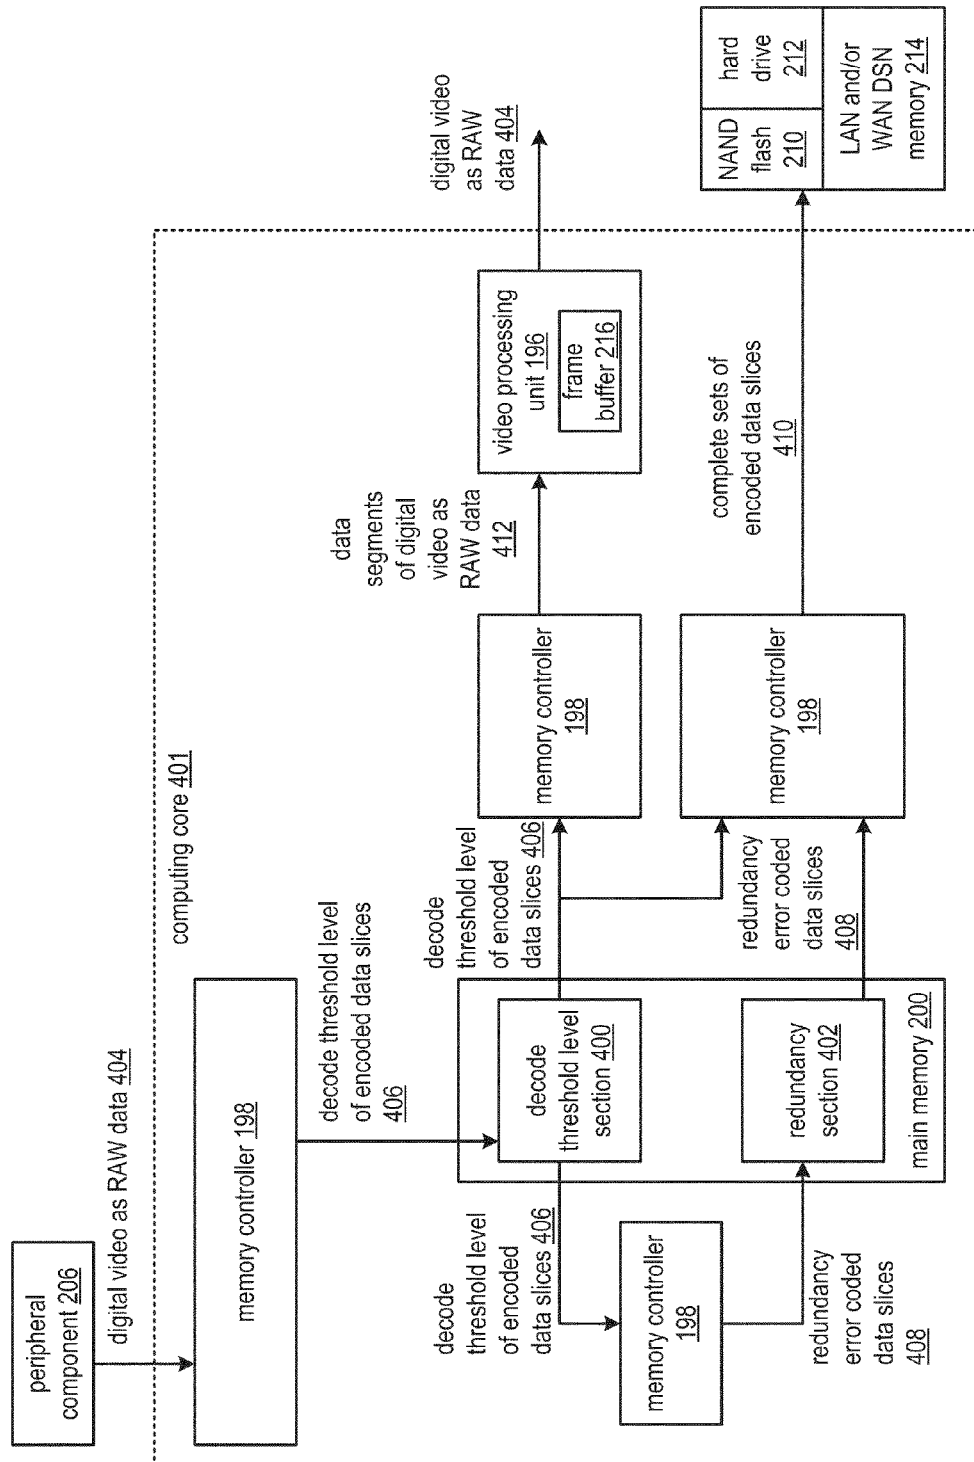 peripheral
component 206
digital video as RAW data 404
computing core 401
memory controller 198
decode threshold level
of encoded data slices
406
decode
threshold level
of encoded
data slices 406
memory controller
198
redundancy
error coded
data slices
408
decode
threshold level
section 400
redundancy
section 402
main memory 200
decode
threshold level
of encoded
data slices 406
redundancy
error coded
data slices
408
memory controller
198
memory controller
198
data
segments
of digital
video as
RAW data
412
video processing
unit 196
frame
buffer 216
digital video
as RAW
data 404
complete sets of
encoded data slices
410
NAND
flash
210
hard
drive
212
LAN and/or
WAN DSN
memory 214